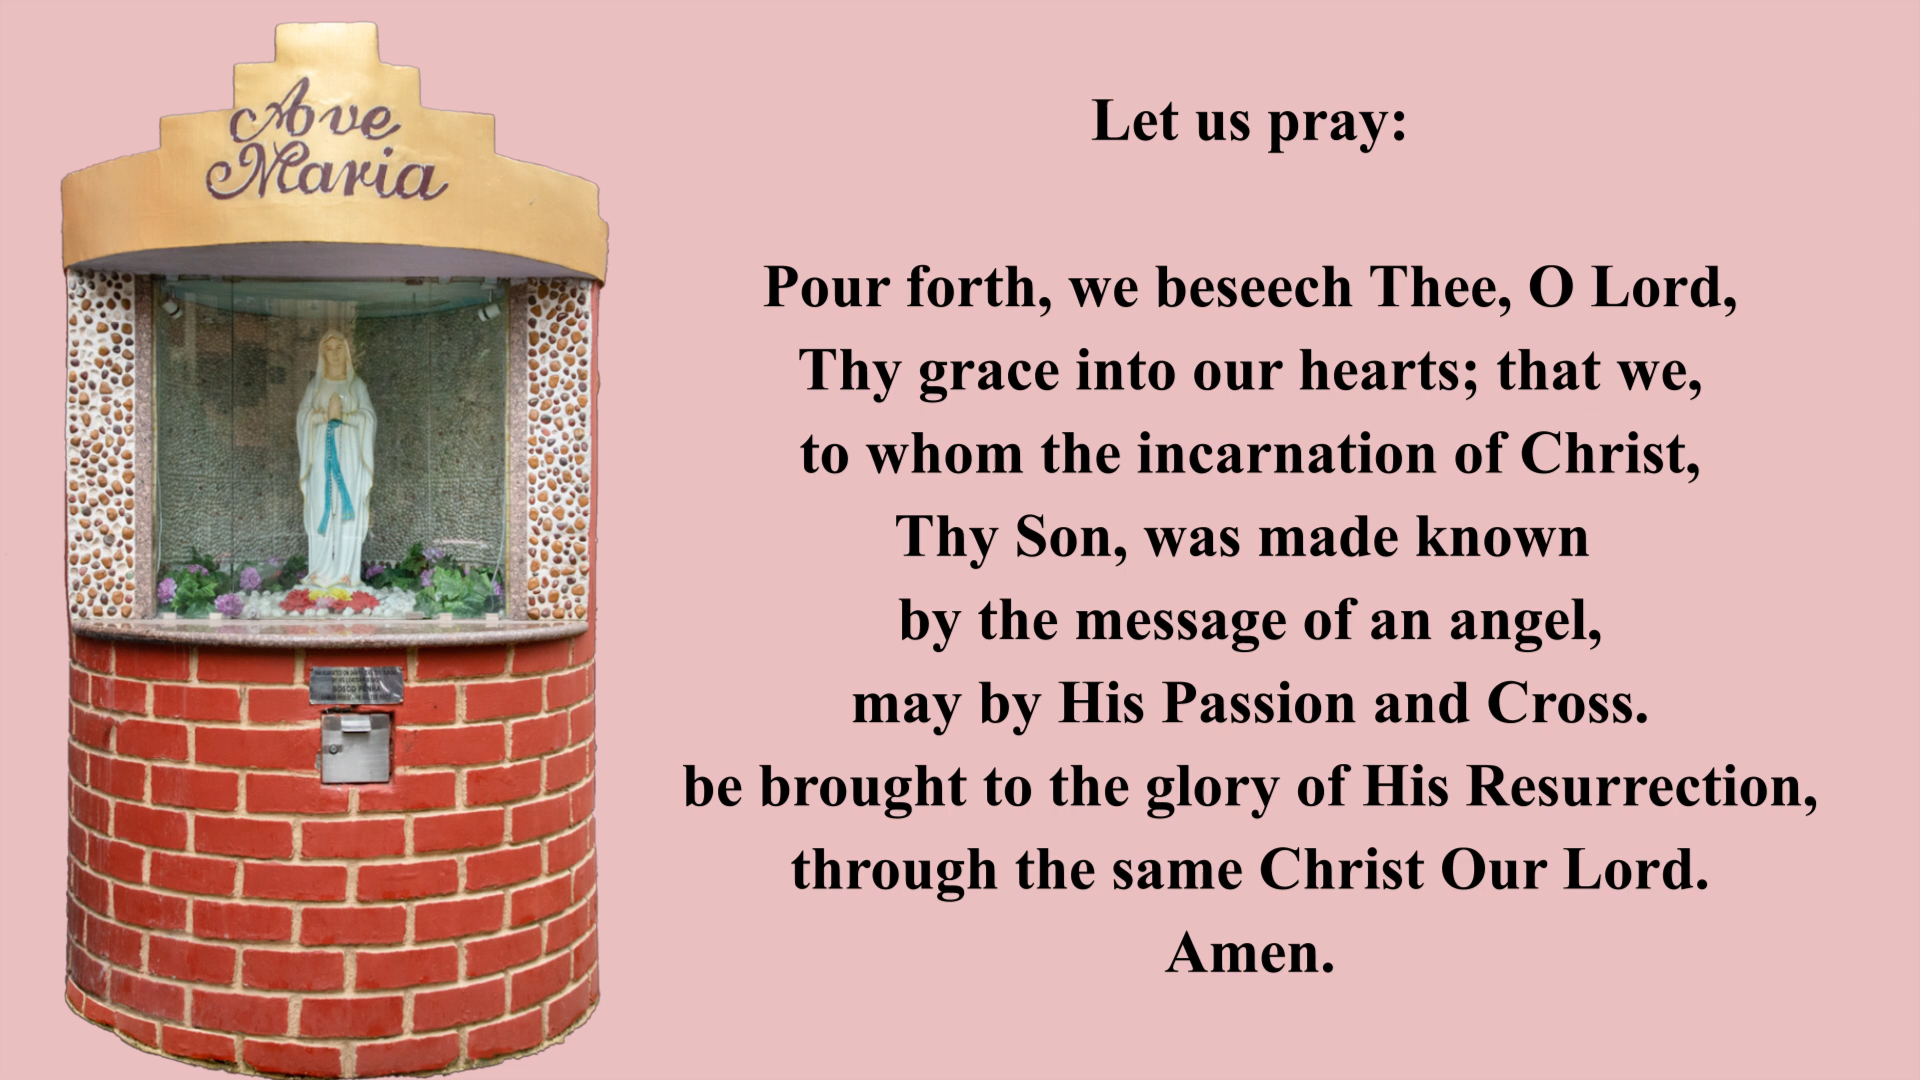 Ave
Maria
Let us pray:
Pour forth, we beseech Thee, O Lord,
Thy grace into our hearts; that we,
to whom the incarnation of Christ,
Thy Son, was made known
by the message of an angel,
may by His Passion and Cross.
be brought to the glory of His Resurrection,
through the same Christ Our Lord.
Amen.